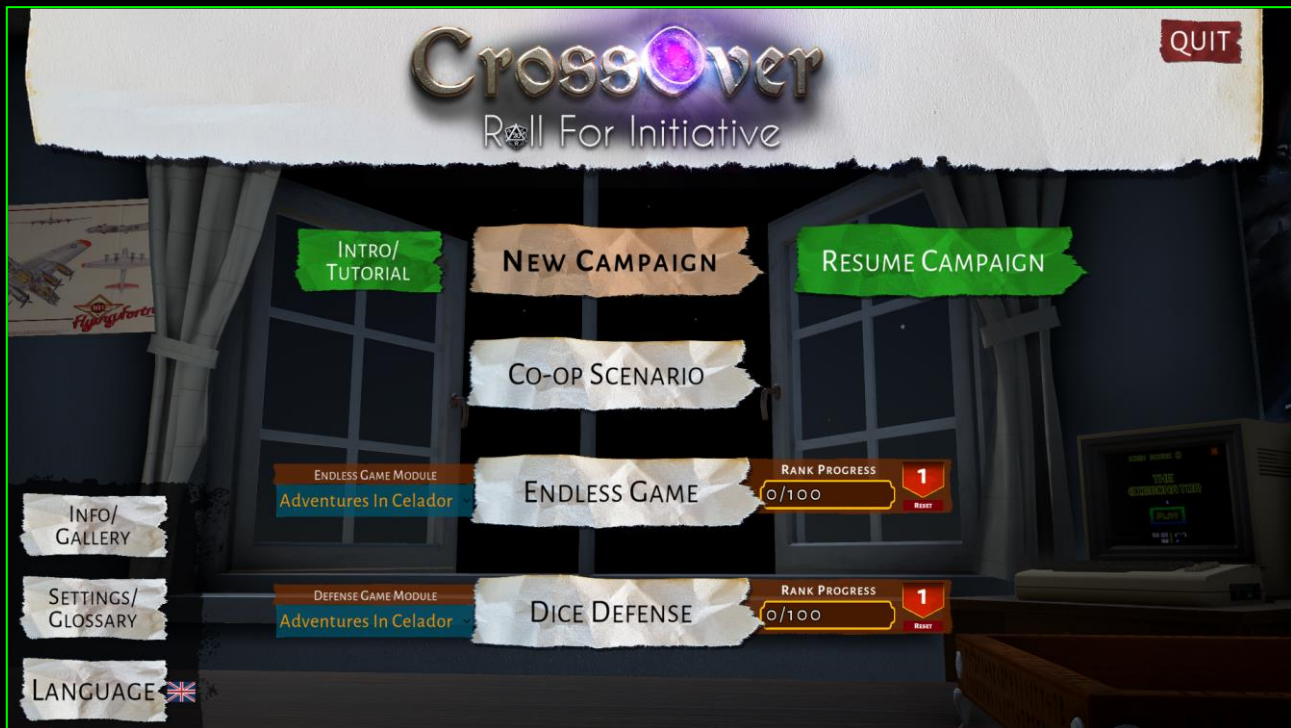 CrossOver
Roll For Initiative
QUIT
INTRO/
TUTORIAL
NEW CAMPAIGN
RESUME CAMPAIGN
CO-OP SCENARIO
ENDLESS GAME MODULE
Adventures In Celador
ENDLESS GAME
RANK PROGRESS
0/100
1
RESET
DEFENSE GAME MODULE
Adventures In Celador
DICE DEFENSE
RANK PROGRESS
0/100
1
RESET
INFO/
GALLERY
SETTINGS/
GLOSSARY
LANGUAGE
THE
PLAY